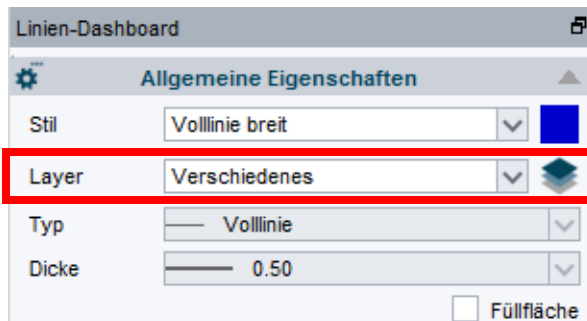 Linien-Dashboard
Allgemeine Eigenschaften
Stil Volllinie breit
Layer Verschiedenes
Typ Volllinie
Dicke 0.50
Füllfläche